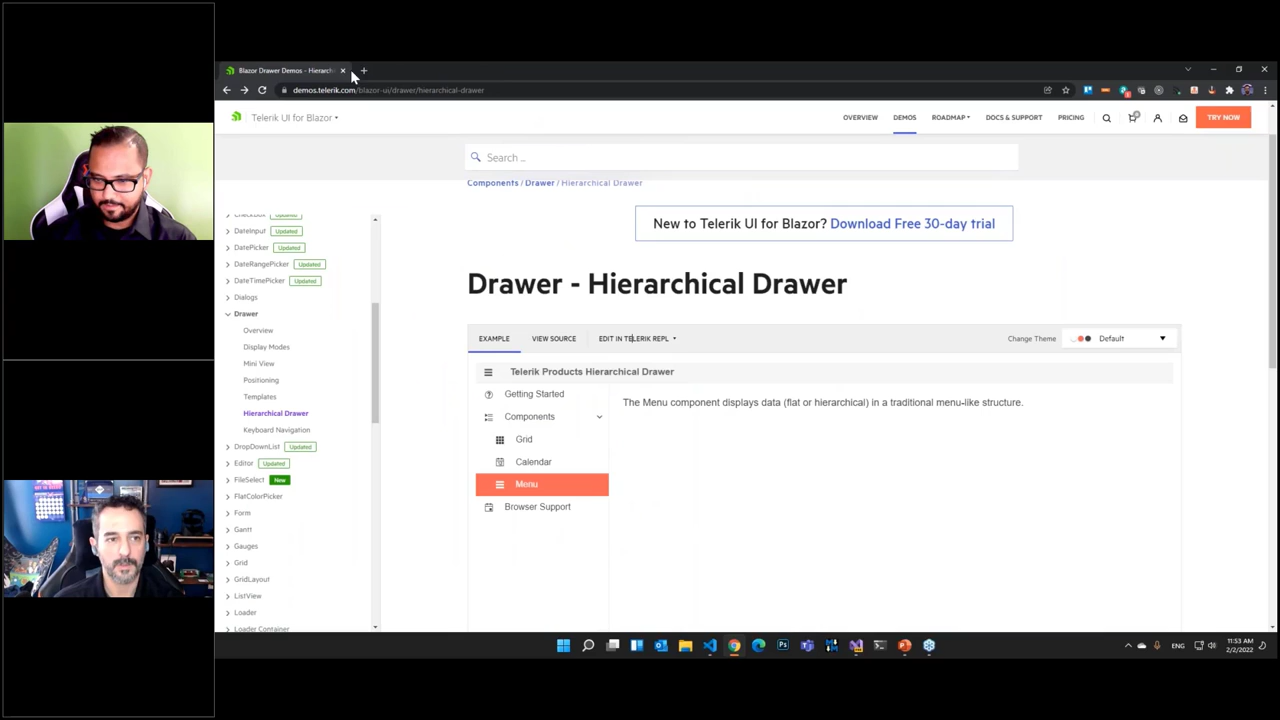 Blazor Drawer Demos - Hierarch
demos.telerik.com/blazor-ui/drawer/hierarchical-drawer
Telerik UI for Blazor
OVERVIEW
DEMOS
ROADMAP
DOCS & SUPPORT
PRICING
TRY NOW
Search ...
Components / Drawer / Hierarchical Drawer
New to Telerik UI for Blazor? Download Free 30-day trial
CheckBox Updated
DateInput Updated
DatePicker Updated
DateRangePicker Updated
DateTimePicker Updated
Dialogs
Drawer
Overview
Display Modes
Mini View
Positioning
Templates
Hierarchical Drawer
Keyboard Navigation
DropDownList Updated
Editor Updated
FileSelect New
FlatColorPicker
Form
Gantt
Gauges
Grid
GridLayout
ListView
Loader
Loader Container
Drawer - Hierarchical Drawer
EXAMPLE
VIEW SOURCE
EDIT IN TELERIK REPL
Change Theme
Default
Telerik Products Hierarchical Drawer
Getting Started
Components
Grid
Calendar
Menu
Browser Support
The Menu component displays data (flat or hierarchical) in a traditional menu-like structure.
ENG
11:53 AM
2/2/2022